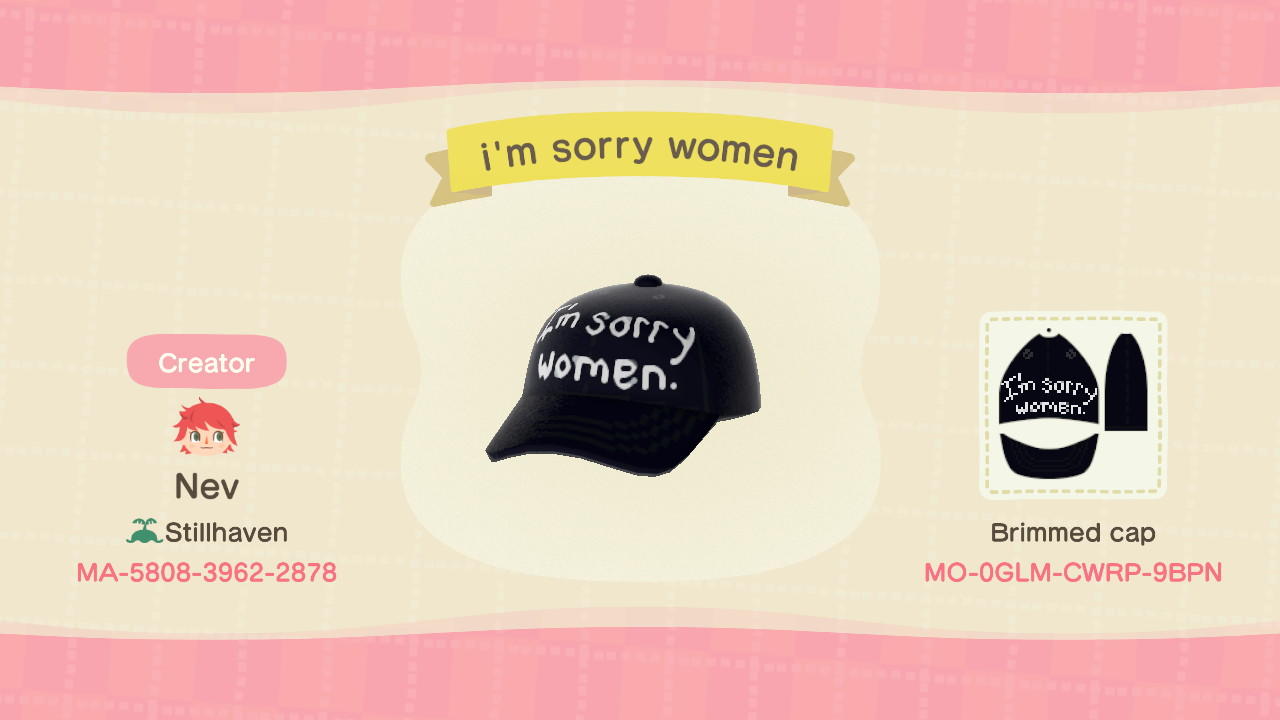 i'm sorry women
I'm sorry
women.
Creator
Nev
Stillhaven
MA-5808-3962-2878
I'm sorry
women.
Brimmed cap
MO-0GLM-CWRP-9BPN